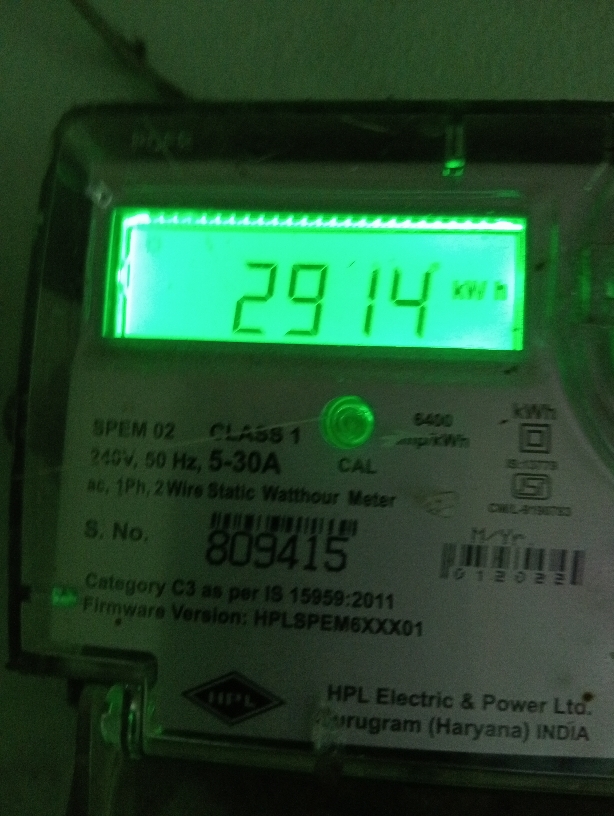 2914 kWh
SPEM 02 CLASS 1
6400
imp/kWh
kWh
240V, 50 Hz, 5-30A
CAL
IS:13779
ac, 1Ph, 2Wire Static Watthour Meter
S. No.
809415
M/Yr.
012022
Category C3 as per IS 15959:2011
Firmware Version: HPLSPEM6XXX01
HPL
HPL Electric & Power Ltd.
Gurugram (Haryana) INDIA